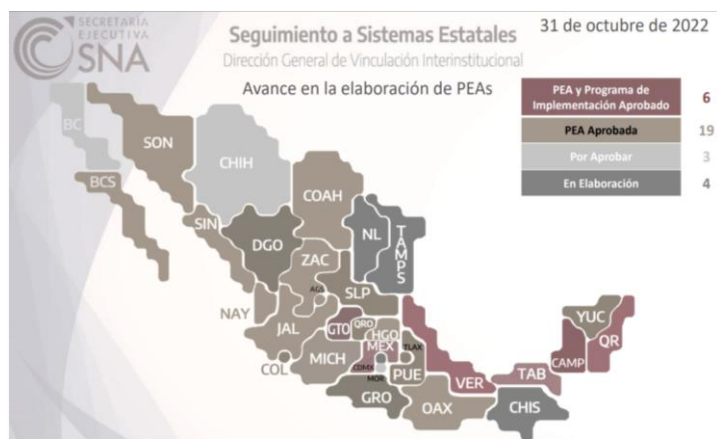 SECRETARÍA
EJECUTIVA
SNA
Seguimiento a Sistemas Estatales
Dirección General de Vinculación Interinstitucional
31 de octubre de 2022
Avance en la elaboración de PEAs
PEA y Programa de
Implementación Aprobado
6
PEA Aprobada
19
Por Aprobar
3
En Elaboración
4
BC
SON
CHIH
BCS
COAH
SIN
DGO
NL
TAMPS
ZAC
AGS
SLP
NAY
JAL
GTO
QRO
HGO
MEX
TLAX
COL
MICH
CDMX
MOR
PUE
VER
GRO
OAX
TAB
CHIS
CAMP
YUC
QR